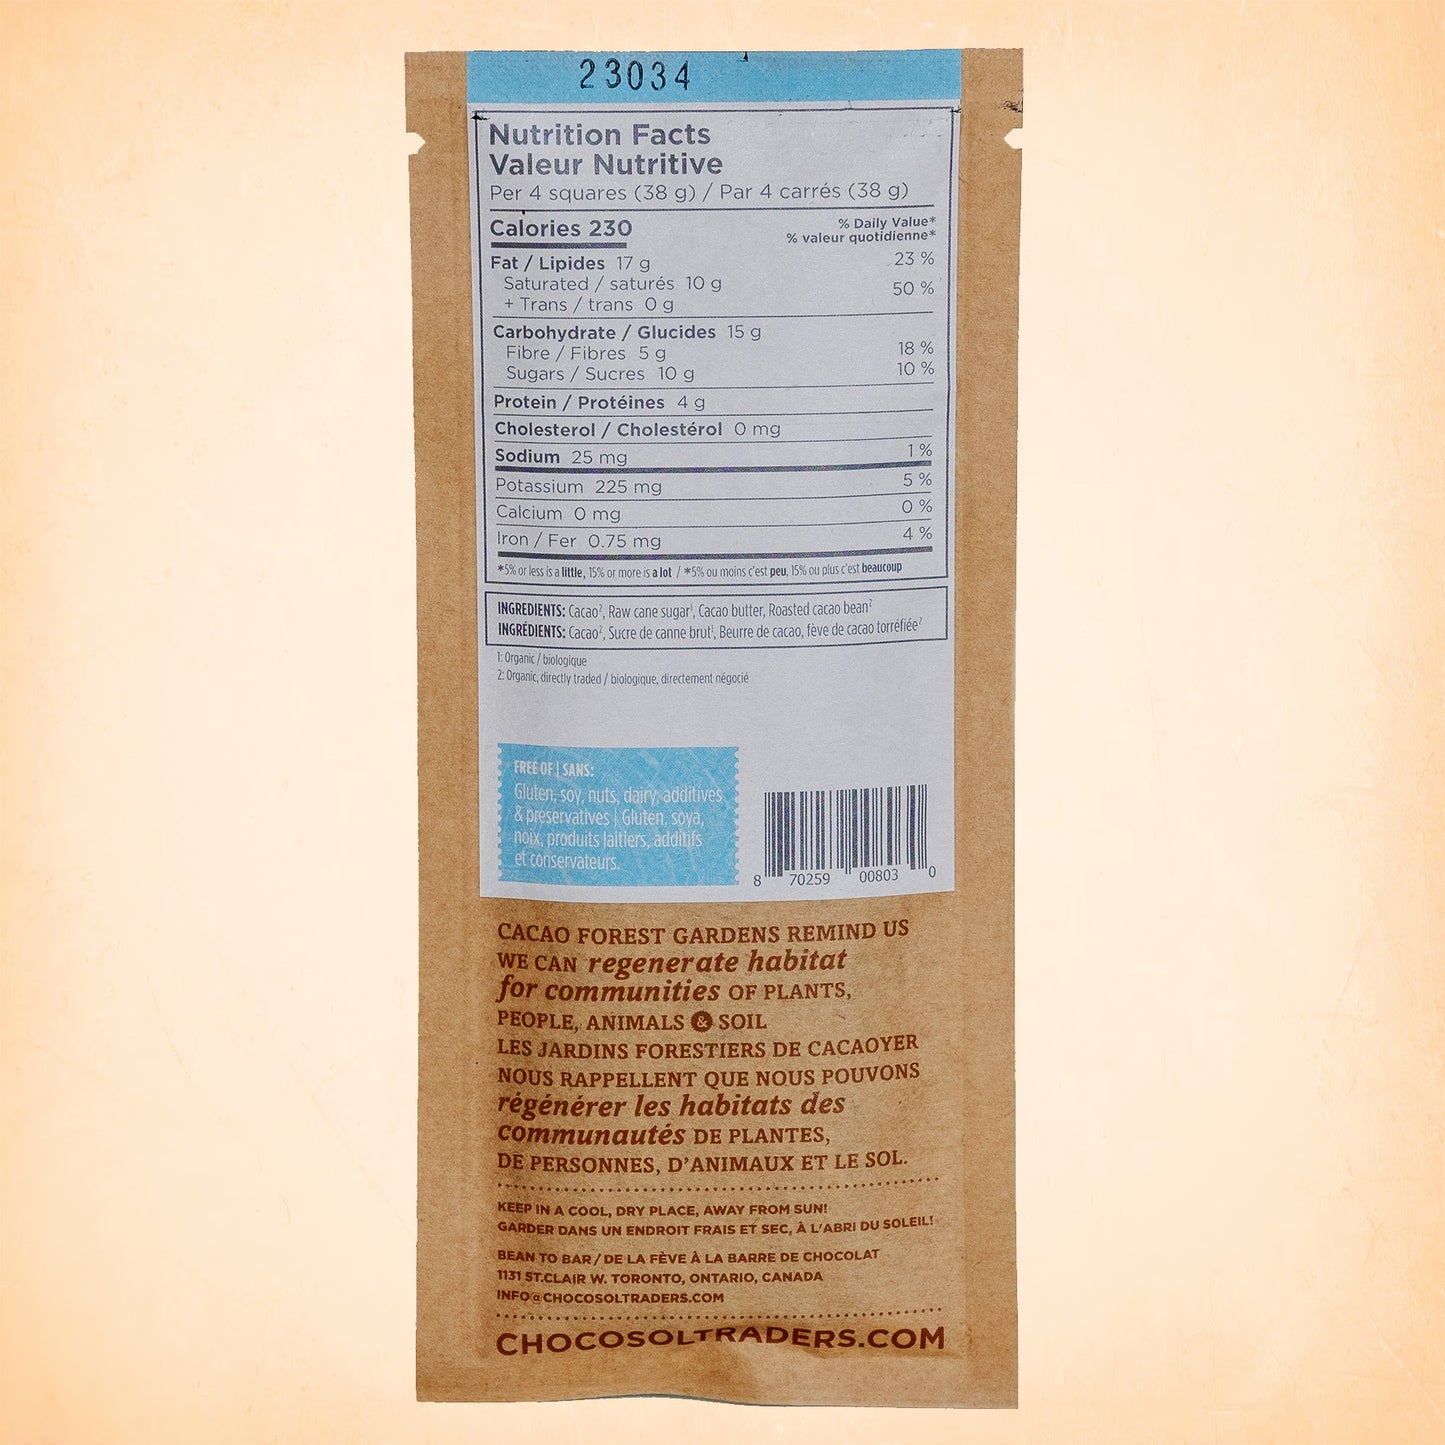 23034
Nutrition Facts
Valeur Nutritive
Per 4 squares (38 g) / Par 4 carrés (38 g)
Calories 230
% Daily Value*
% valeur quotidienne*
Fat / Lipides 17 g 23 %
Saturated / saturés 10 g
+ Trans / trans 0 g
50 %
Carbohydrate / Glucides 15 g
Fibre / Fibres 5 g 18 %
Sugars / Sucres 10 g 10 %
Protein / Protéines 4 g
Cholesterol / Cholestérol 0 mg
Sodium 25 mg 1 %
Potassium 225 mg 5 %
Calcium 0 mg 0 %
Iron / Fer 0.75 mg 4 %
*5% or less is a little, 15% or more is a lot / *5% ou moins c'est peu, 15% ou plus c'est beaucoup
INGREDIENTS: Cacao², Raw cane sugar¹, Cacao butter, Roasted cacao bean²
INGRÉDIENTS: Cacao², Sucre de canne brut¹, Beurre de cacao, fève de cacao torréfiée²
1: Organic / biologique
2: Organic, directly traded / biologique, directement négocié
FREE OF | SANS:
Gluten, soy, nuts, dairy, additives
& preservatives | Gluten, soya,
noix, produits laitiers, additifs
et conservateurs.
8 70259 00803 0
CACAO FOREST GARDENS REMIND US
WE CAN regenerate habitat
for communities OF PLANTS,
PEOPLE, ANIMALS & SOIL
LES JARDINS FORESTIERS DE CACAOYER
NOUS RAPPELLENT QUE NOUS POUVONS
régénérer les habitats des
communautés DE PLANTES,
DE PERSONNES, D'ANIMAUX ET LE SOL.
KEEP IN A COOL, DRY PLACE, AWAY FROM SUN!
GARDER DANS UN ENDROIT FRAIS ET SEC, À L'ABRI DU SOLEIL!
BEAN TO BAR / DE LA FÈVE À LA BARRE DE CHOCOLAT
1131 ST.CLAIR W. TORONTO, ONTARIO, CANADA
INFO@CHOCOSOLTRADERS.COM
CHOCOSOLTRADERS.COM